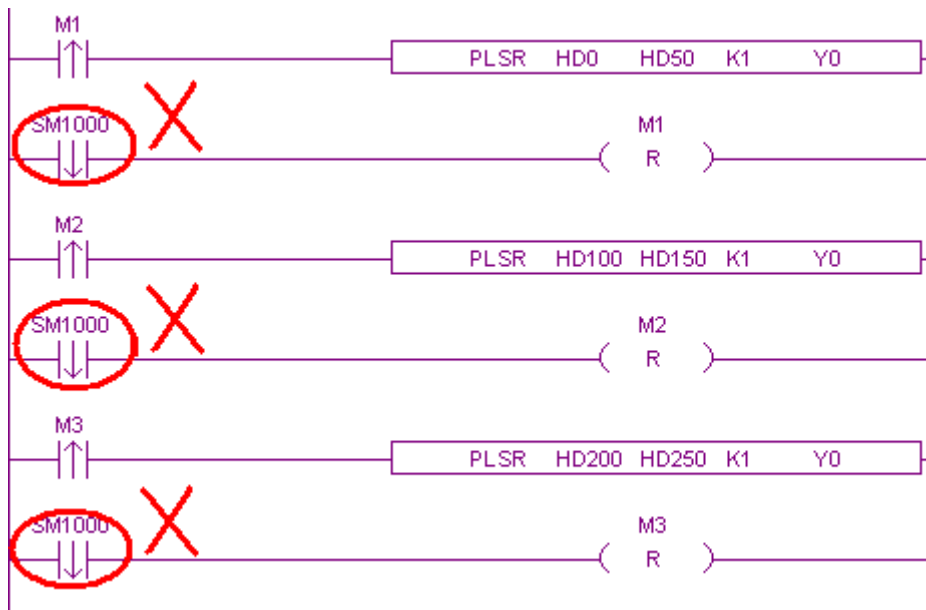 M1
PLSR HD0 HD50 K1 Y0
SM1000 M1
R
M2
PLSR HD100 HD150 K1 Y0
SM1000 M2
R
M3
PLSR HD200 HD250 K1 Y0
SM1000 M3
R